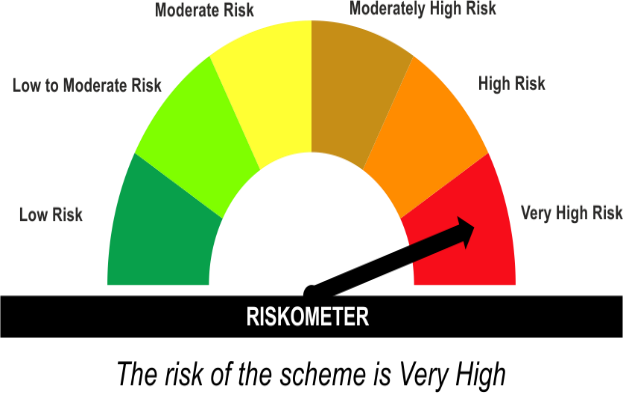 Moderate Risk
Moderately High Risk
Low to Moderate Risk
High Risk
Low Risk
Very High Risk
RISKOMETER
The risk of the scheme is Very High